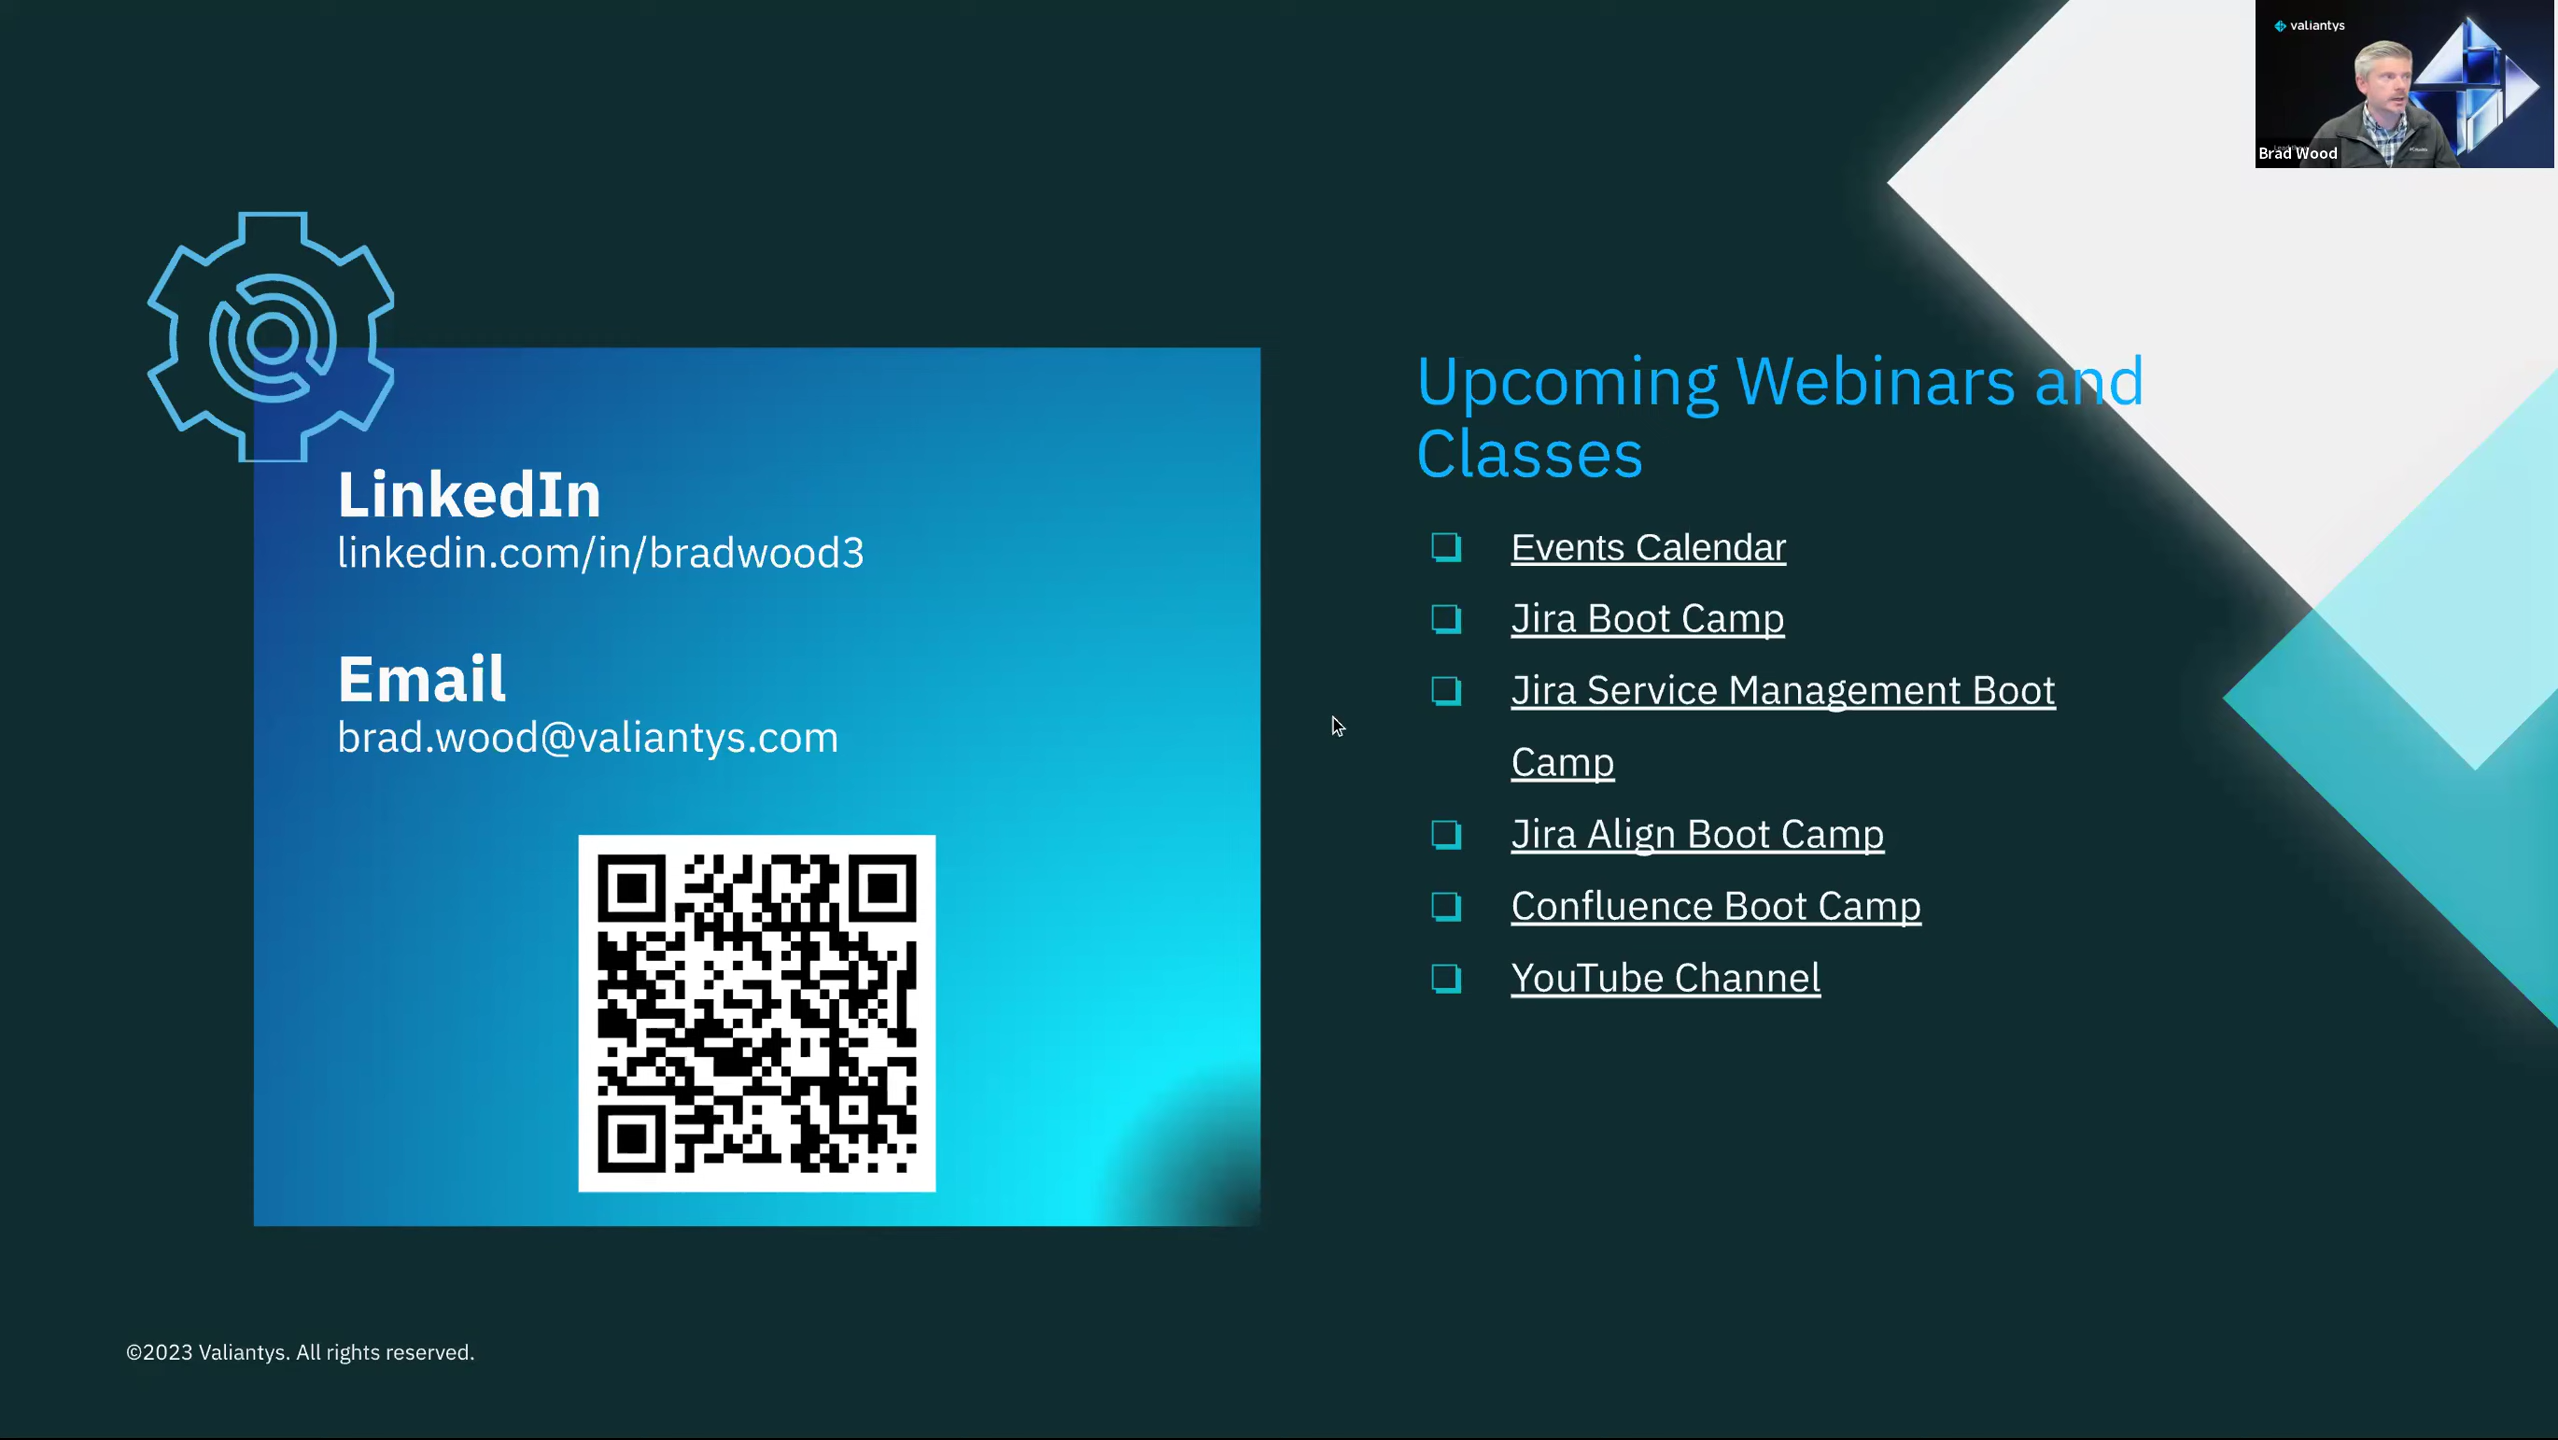 valiantys
Brad Wood
LinkedIn
linkedin.com/in/bradwood3
Email
brad.wood@valiantys.com
Upcoming Webinars and
Classes
Events Calendar
Jira Boot Camp
Jira Service Management Boot
Camp
Jira Align Boot Camp
Confluence Boot Camp
YouTube Channel
©2023 Valiantys. All rights reserved.